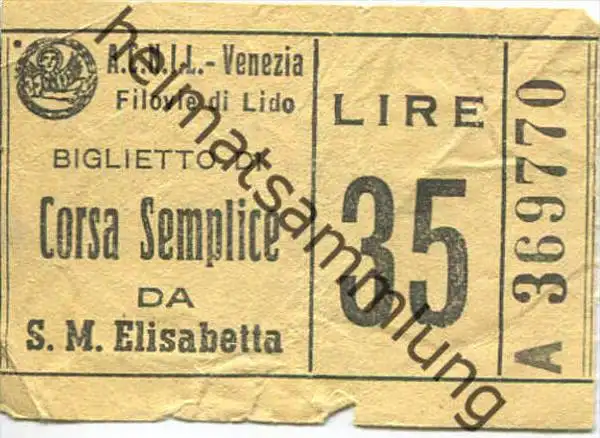 A.C.N.I.L. - Venezia
Filovie di Lido
BIGLIETTO DI
Corsa Semplice
DA
S. M. Elisabetta
LIRE
35
A 369770
heimatsammlung